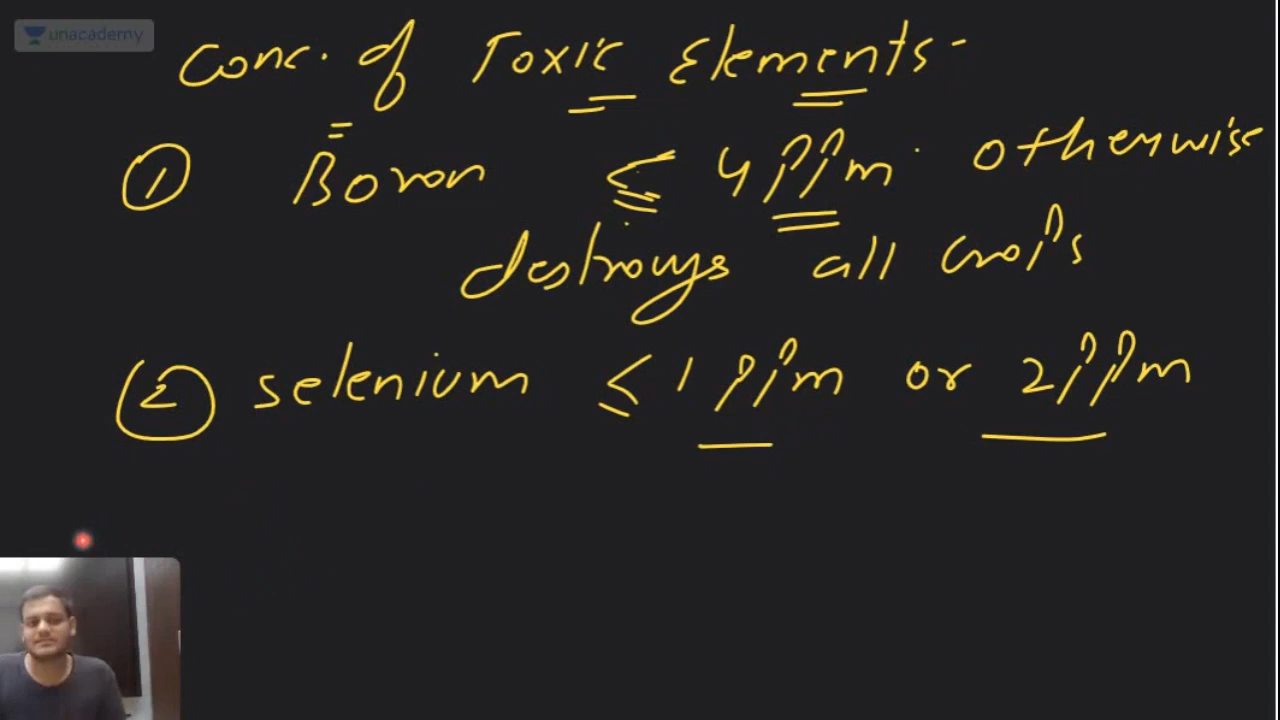 unacademy
Conc. of Toxic Elements-
① Boron ≤ 4 ppm. otherwise
destroys all crops
② selenium ≤ 1 ppm or 2 ppm